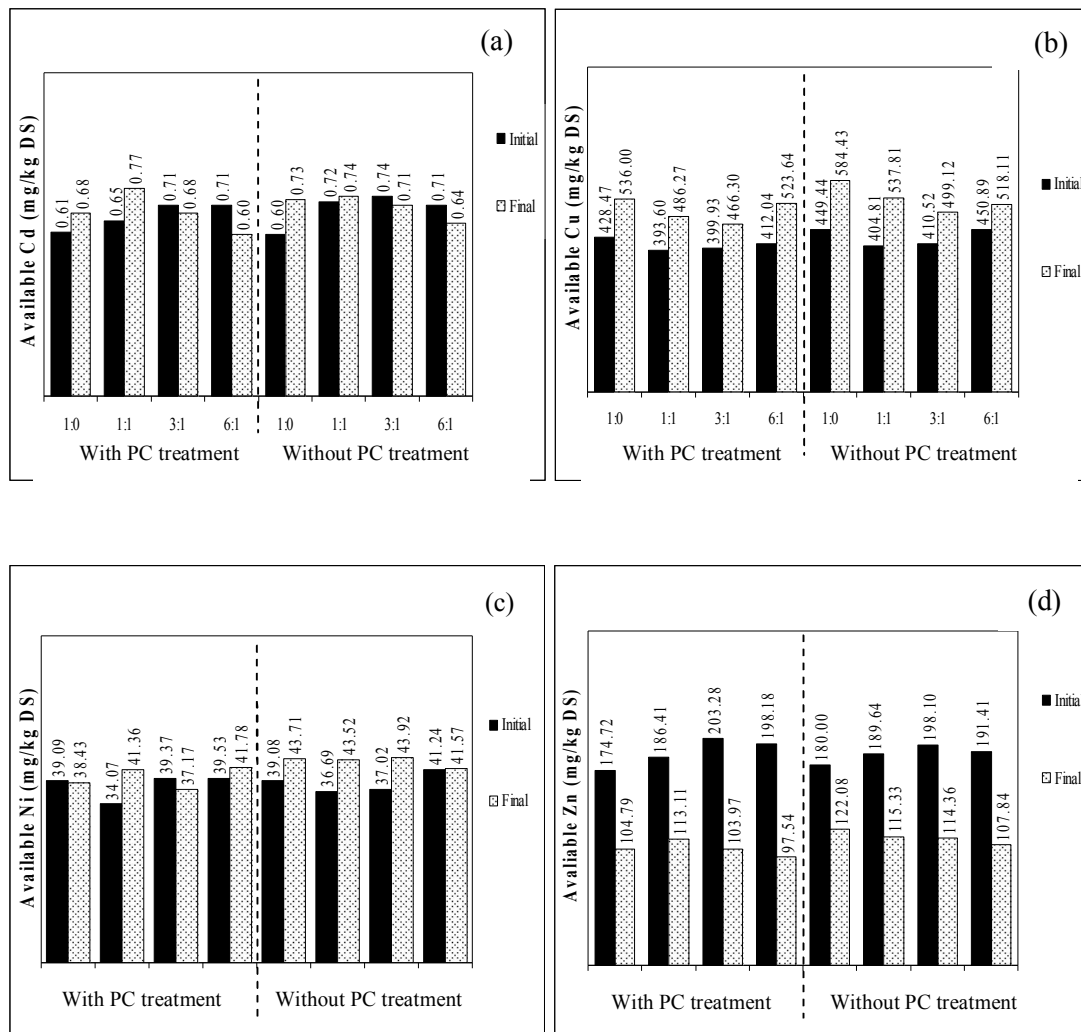 (a)
Available Cd (mg/kg DS)
0.61 0.68 0.65 0.77 0.71 0.68 0.71 0.60 0.60 0.73 0.72 0.74 0.74 0.71 0.71 0.64
Initial
Final
1:0 1:1 3:1 6:1 1:0 1:1 3:1 6:1
With PC treatment Without PC treatment
(b)
Available Cu (mg/kg DS)
428.47 536.00 393.60 486.27 399.93 466.30 412.04 523.64 449.44 584.43 404.81 537.81 410.52 499.12 450.89 518.11
Initial
Final
1:0 1:1 3:1 6:1 1:0 1:1 3:1 6:1
With PC treatment Without PC treatment
(c)
Available Ni (mg/kg DS)
39.09 38.43 34.07 41.36 39.37 37.17 39.53 41.78 39.08 43.71 36.69 43.52 37.02 43.92 41.24 41.57
Initial
Final
With PC treatment Without PC treatment
(d)
Avaliable Zn (mg/kg DS)
174.72 104.79 186.41 113.11 203.28 103.97 198.18 97.54 180.00 122.08 189.64 115.33 198.10 114.36 191.41 107.84
Initial
Final
With PC treatment Without PC treatment